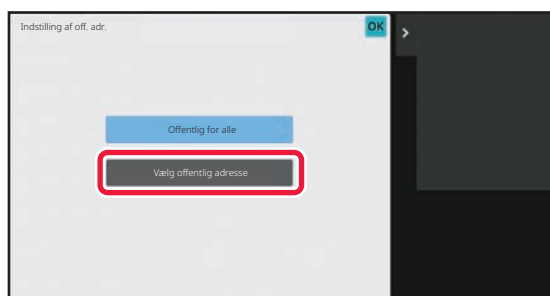 Indstilling af off. adr.
OK
Offentlig for alle
Vælg offentlig adresse